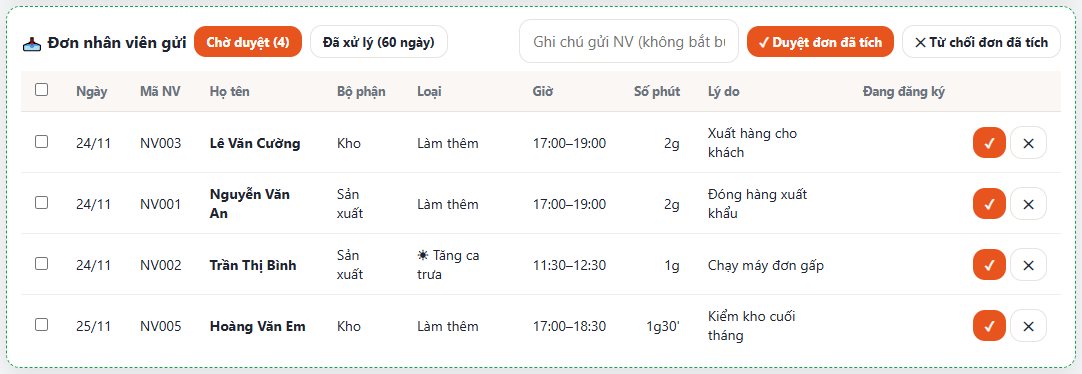 Đơn nhân viên gửi Chờ duyệt (4) Đã xử lý (60 ngày) Ghi chú gửi NV (không bắt bu ✓ Duyệt đơn đã tích ✕ Từ chối đơn đã tích
Ngày Mã NV Họ tên Bộ phận Loại Giờ Số phút Lý do Đang đăng ký
24/11 NV003 Lê Văn Cường Kho Làm thêm 17:00–19:00 2g Xuất hàng cho
khách
24/11 NV001 Nguyễn Văn
An Sản
xuất Làm thêm 17:00–19:00 2g Đóng hàng xuất
khẩu
24/11 NV002 Trần Thị Bình Sản
xuất ☀ Tăng ca
trưa 11:30–12:30 1g Chạy máy đơn gấp
25/11 NV005 Hoàng Văn Em Kho Làm thêm 17:00–18:30 1g30' Kiểm kho cuối
tháng